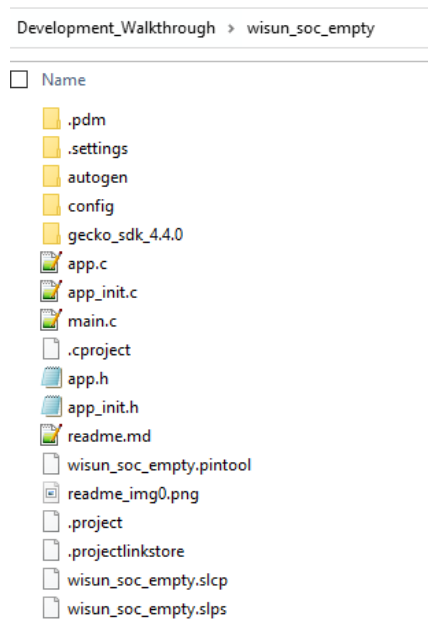 Development_Walkthrough > wisun_soc_empty
Name
.pdm
.settings
autogen
config
gecko_sdk_4.4.0
app.c
app_init.c
main.c
.cproject
app.h
app_init.h
readme.md
wisun_soc_empty.pintool
readme_img0.png
.project
.projectlinkstore
wisun_soc_empty.slcp
wisun_soc_empty.slps